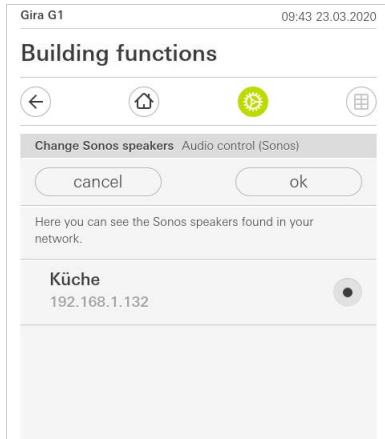 Gira G1 09:43 23.03.2020
Building functions
Change Sonos speakers Audio control (Sonos)
cancel ok
Here you can see the Sonos speakers found in your
network.
Küche
192.168.1.132